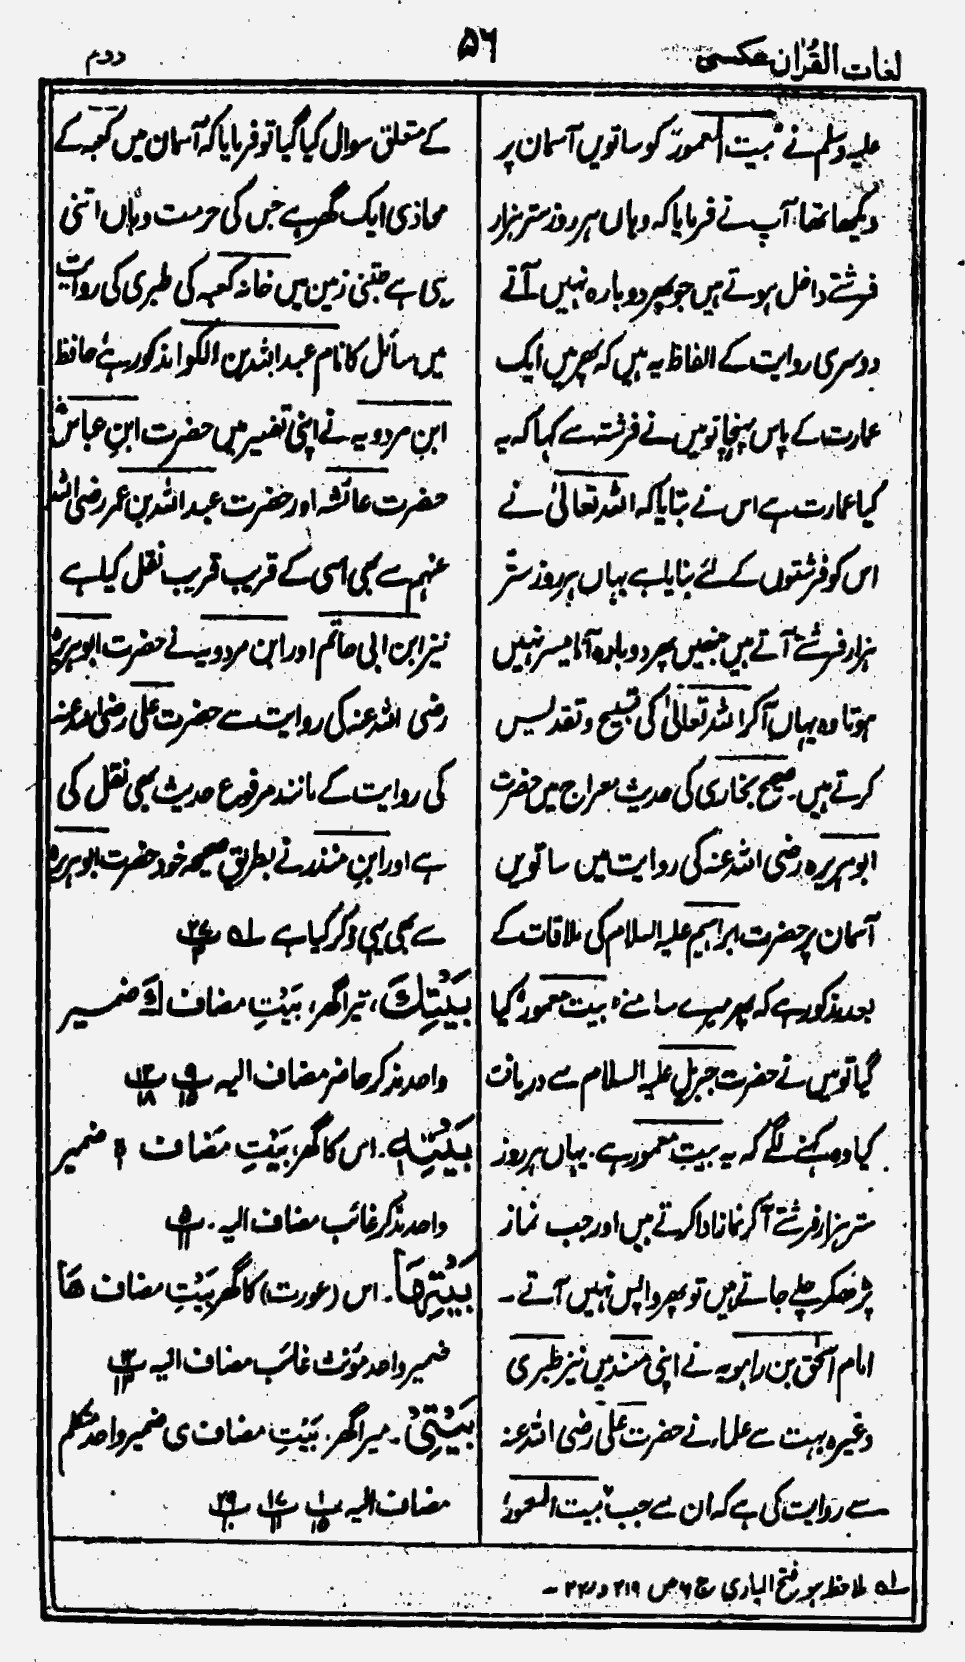 لغات القرآن عکسی
۵۶
دوم
علیہ وسلم نے "بیت المعمور" کو ساتویں آسمان پر
دیکھا تھا، آپ نے فرمایا کہ وہاں ہر روز ستر ہزار
فرشتے داخل ہوتے ہیں جو پھر دوبارہ نہیں آتے
دوسری روایت کے الفاظ یہ ہیں کہ پھر میں ایک
عمارت کے پاس پہنچا تو میں نے فرشتہ سے کہا کہ یہ
کیا عمارت ہے اس نے بتایا کہ اللہ تعالیٰ نے
اس کو فرشتوں کے لئے بنایا ہے یہاں ہر روز ستّر
ہزار فرشتے آتے ہیں جنھیں پھر دوبارہ آنا میسر نہیں
ہوتا وہ یہاں آکر اللہ تعالیٰ کی تسبیح و تقدیس
کرتے ہیں۔ صحیح بخاری کی حدیث معراج میں حضرت
ابوہریرہ رضی اللہ عنہ کی روایت میں ساتویں
آسمان پر حضرت ابراہیم علیہ السلام کی ملاقات کے
بعد مذکور ہے کہ پھر میرے سامنے "بیت معمور" کیا
گیا تو میں نے حضرت جبریل علیہ السلام سے دریافت
کیا وہ کہنے لگے کہ یہ بیت معمور ہے۔ یہاں ہر روز
ستر ہزار فرشتے آکر نماز ادا کرتے ہیں اور جب نماز
پڑھ کر چلے جاتے ہیں تو پھر واپس نہیں آتے۔
امام اسحٰق بن راہویہ نے اپنی مسند میں نیز طبری
وغیرہ بہت سے علماء نے حضرت علی رضی اللہ عنہ
سے روایت کی ہے کہ ان سے جب "بیت المعمور"
کے متعلق سوال کیا گیا تو فرمایا کہ آسمان میں کعبہ کے
محاذی ایک گھر ہے جس کی حرمت وہاں اتنی
ہی ہے جتنی زمین میں خانہ کعبہ کی طبری کی روایت
میں سائل کا نام عبداللہ بن الکوا مذکور ہے حافظ
ابن مردویہ نے اپنی تفسیر میں حضرت ابنِ عباسؓ
حضرت عائشہ اور حضرت عبداللہ بن عمر رضی اللہ
عنہم سے بھی اسی کے قریب قریب نقل کیا ہے
نیز ابن ابی حاتم اور ابن مردویہ نے حضرت ابوہریرہ
رضی اللہ عنہ کی روایت سے حضرت علی رضی اللہ عنہ
کی روایت کے مانند مرفوع حدیث بھی نقل کی
ہے اور ابنِ منذر نے بطریق صحیحہ خود حضرت ابوہریرہ
سے بھی یہی ذکر کیا ہے لہ ۲۷
بَیْتِكَ، تیرا گھر، بَیْتِ مضاف كَ ضمیر
واحد مذکر حاضر مضاف الیہ ۹/۱۵ ۱۳/۱۸
بَیْتِہٖ۔ اس کا گھر، بَیْتِ مضاف ہ ضمیر
واحد مذکر غائب مضاف الیہ۔ ۵/۱۱
بَیْتِهَا۔ اس (عورت) کا گھر بَیْتِ مضاف هَا
ضمیر واحد مؤنث غائب مضاف الیہ ۱۲/۱۳
بَیْتِیَ۔ میرا گھر۔ بَیْتِ مضاف ی ضمیر واحد متکلم
مضاف الیہ ۱/۱۵ ۱۷/۱۱ ۲۹/۱۰
لہ ملاحظہ ہو فتح الباری ج ۶ ص ۲۱۹ و ۲۲۰۔